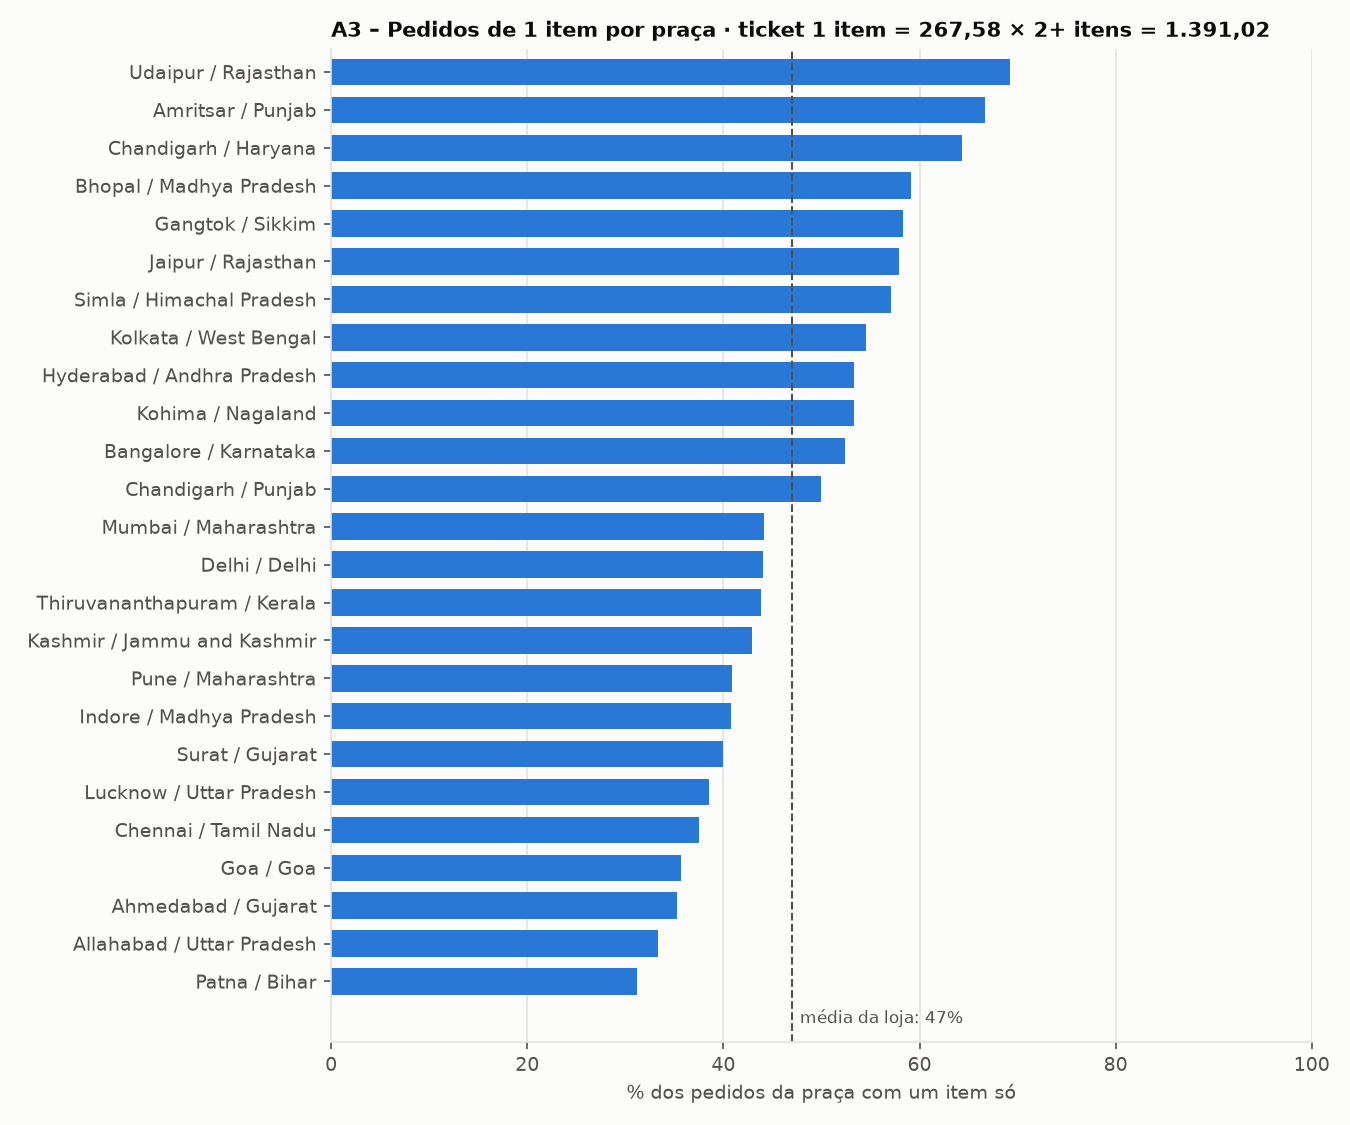 A3 – Pedidos de 1 item por praça · ticket 1 item = 267,58 × 2+ itens = 1.391,02
Udaipur / Rajasthan
Amritsar / Punjab
Chandigarh / Haryana
Bhopal / Madhya Pradesh
Gangtok / Sikkim
Jaipur / Rajasthan
Simla / Himachal Pradesh
Kolkata / West Bengal
Hyderabad / Andhra Pradesh
Kohima / Nagaland
Bangalore / Karnataka
Chandigarh / Punjab
Mumbai / Maharashtra
Delhi / Delhi
Thiruvananthapuram / Kerala
Kashmir / Jammu and Kashmir
Pune / Maharashtra
Indore / Madhya Pradesh
Surat / Gujarat
Lucknow / Uttar Pradesh
Chennai / Tamil Nadu
Goa / Goa
Ahmedabad / Gujarat
Allahabad / Uttar Pradesh
Patna / Bihar
média da loja: 47%
0 20 40 60 80 100
% dos pedidos da praça com um item só